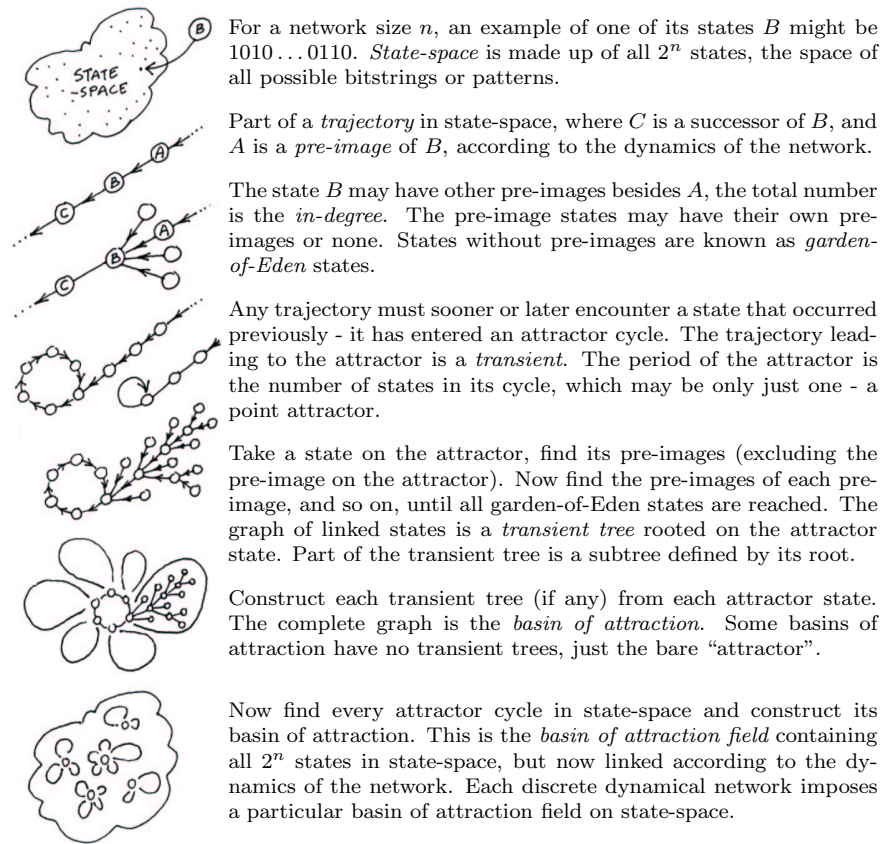 STATE
-SPACE
B
For a network size n, an example of one of its states B might be
1010...0110. State-space is made up of all 2^n states, the space of
all possible bitstrings or patterns.
A
B
C
Part of a trajectory in state-space, where C is a successor of B, and
A is a pre-image of B, according to the dynamics of the network.
A
B
C
The state B may have other pre-images besides A, the total number
is the in-degree. The pre-image states may have their own pre-
images or none. States without pre-images are known as garden-
of-Eden states.
Any trajectory must sooner or later encounter a state that occurred
previously - it has entered an attractor cycle. The trajectory lead-
ing to the attractor is a transient. The period of the attractor is
the number of states in its cycle, which may be only just one - a
point attractor.
Take a state on the attractor, find its pre-images (excluding the
pre-image on the attractor). Now find the pre-images of each pre-
image, and so on, until all garden-of-Eden states are reached. The
graph of linked states is a transient tree rooted on the attractor
state. Part of the transient tree is a subtree defined by its root.
Construct each transient tree (if any) from each attractor state.
The complete graph is the basin of attraction. Some basins of
attraction have no transient trees, just the bare “attractor”.
Now find every attractor cycle in state-space and construct its
basin of attraction. This is the basin of attraction field containing
all 2^n states in state-space, but now linked according to the dy-
namics of the network. Each discrete dynamical network imposes
a particular basin of attraction field on state-space.